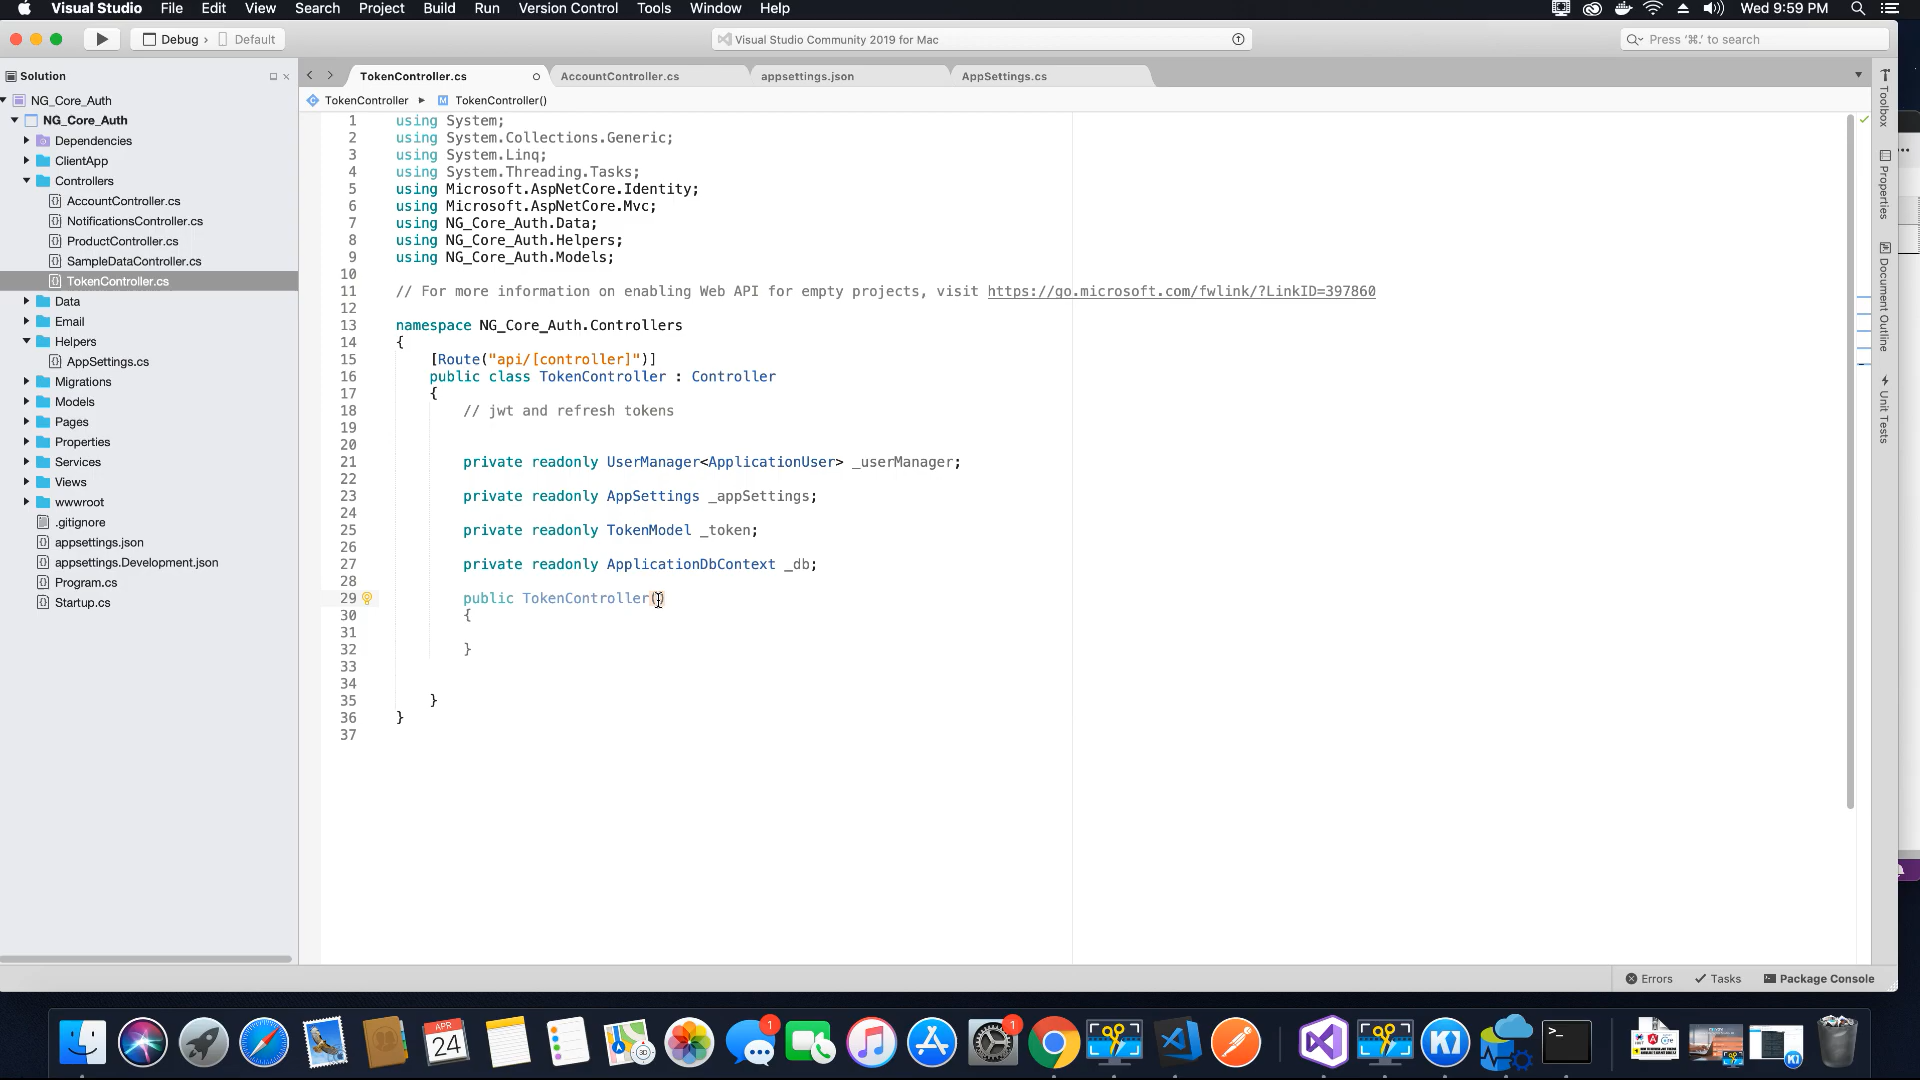 Visual Studio File Edit View Search Project Build Run Version Control Tools Window Help Wed 9:59 PM
Debug › Default
Visual Studio Community 2019 for Mac
Press '⌘.' to search
Solution
TokenController.cs AccountController.cs appsettings.json AppSettings.cs
TokenController ▸ M TokenController()
NG_Core_Auth
NG_Core_Auth
Dependencies
ClientApp
Controllers
AccountController.cs
NotificationsController.cs
ProductController.cs
SampleDataController.cs
TokenController.cs
Data
Email
Helpers
AppSettings.cs
Migrations
Models
Pages
Properties
Services
Views
wwwroot
.gitignore
appsettings.json
appsettings.Development.json
Program.cs
Startup.cs
1 using System;
2 using System.Collections.Generic;
3 using System.Linq;
4 using System.Threading.Tasks;
5 using Microsoft.AspNetCore.Identity;
6 using Microsoft.AspNetCore.Mvc;
7 using NG_Core_Auth.Data;
8 using NG_Core_Auth.Helpers;
9 using NG_Core_Auth.Models;
10
11 // For more information on enabling Web API for empty projects, visit https://go.microsoft.com/fwlink/?LinkID=397860
12
13 namespace NG_Core_Auth.Controllers
14 {
15 [Route("api/[controller]")]
16 public class TokenController : Controller
17 {
18 // jwt and refresh tokens
19
20
21 private readonly UserManager<ApplicationUser> _userManager;
22
23 private readonly AppSettings _appSettings;
24
25 private readonly TokenModel _token;
26
27 private readonly ApplicationDbContext _db;
28
29 public TokenController()
30 {
31
32 }
33
34
35 }
36 }
37
Toolbox
Properties
Document Outline
Unit Tests
Errors Tasks Package Console
APR
24
1
1